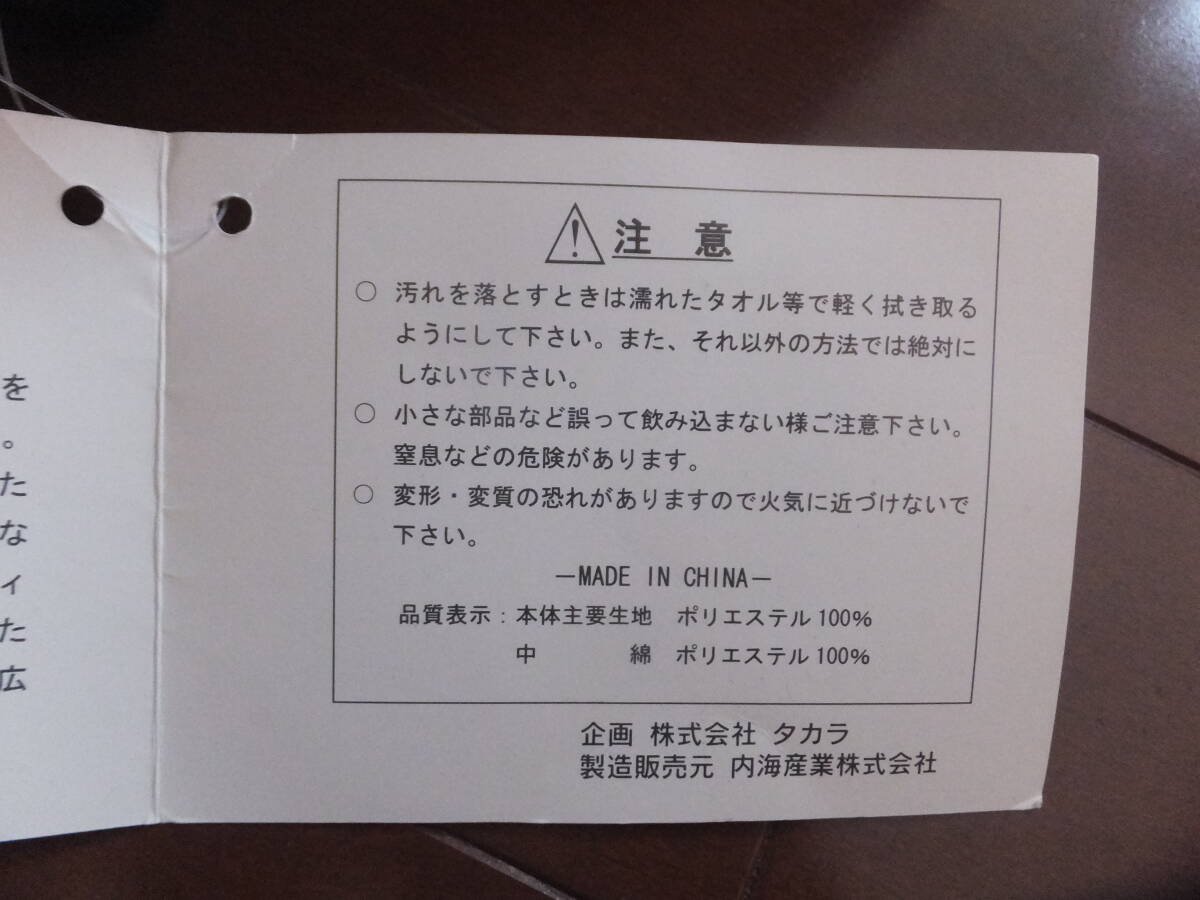 を
。
た
な
ィ
た
広
注 意
○ 汚れを落とすときは濡れたタオル等で軽く拭き取る
ようにして下さい。また、それ以外の方法では絶対に
しないで下さい。
○ 小さな部品など誤って飲み込まない様ご注意下さい。
窒息などの危険があります。
○ 変形・変質の恐れがありますので火気に近づけないで
下さい。
―MADE IN CHINA―
品質表示:本体主要生地 ポリエステル100%
中 綿 ポリエステル100%
企画 株式会社 タカラ
製造販売元 内海産業株式会社